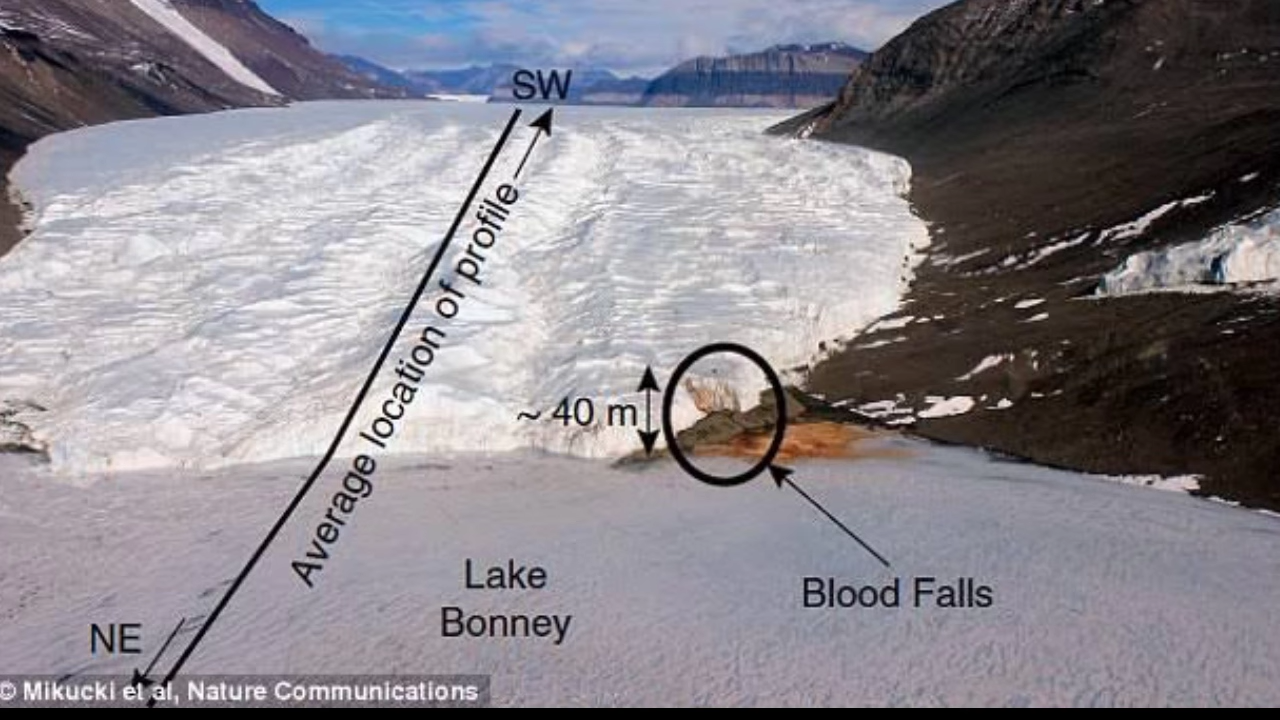 SW
Average location of profile
~ 40 m
Lake
Bonney
Blood Falls
NE
© Mikucki et al, Nature Communications